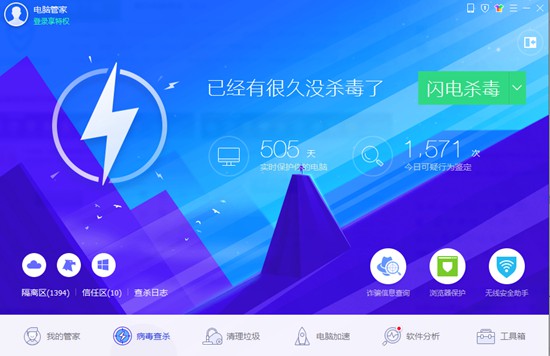 电脑管家
登录享特权
已经有很久没杀毒了
闪电杀毒
505 天
实时保护你的电脑
1,571 次
今日可疑行为鉴定
隔离区(1394) 信任区(10) 查杀日志
诈骗信息查询 浏览器保护 无线安全助手
我的管家 病毒查杀 清理垃圾 电脑加速 软件分析 工具箱